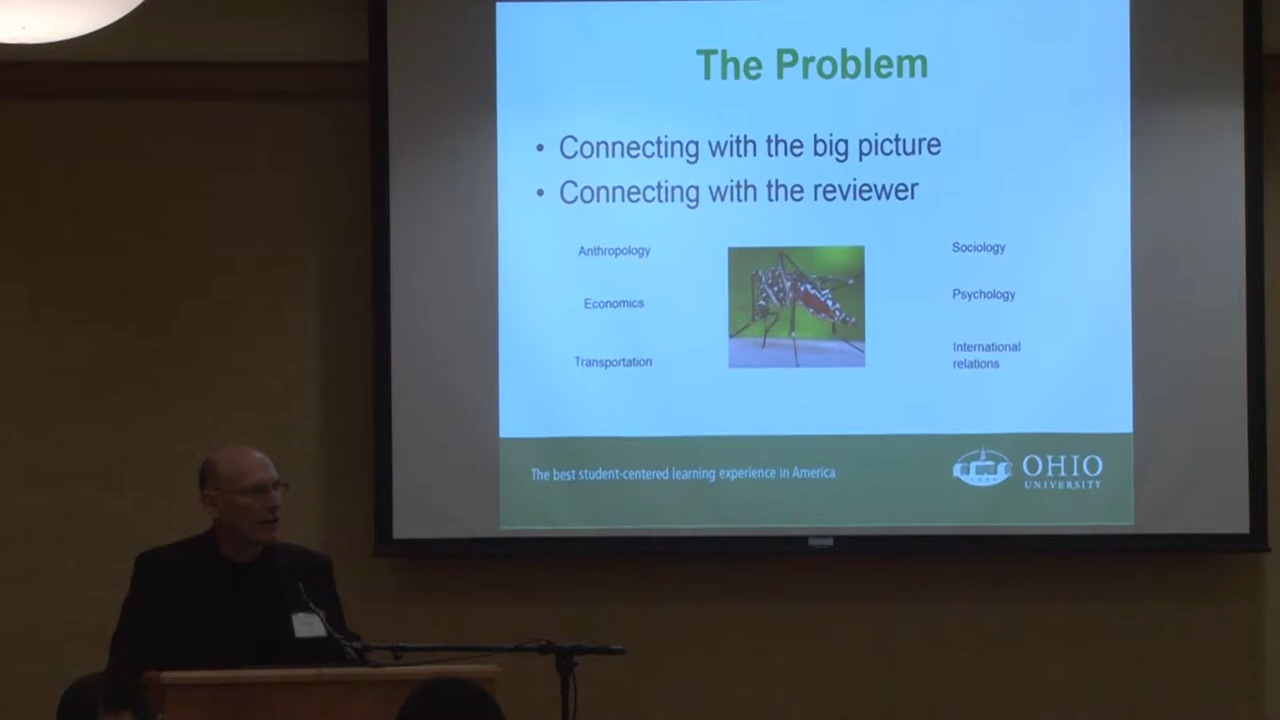 The Problem
• Connecting with the big picture
• Connecting with the reviewer
Anthropology
Sociology
Economics
Psychology
Transportation
International
relations
The best student-centered learning experience in America
OHIO
UNIVERSITY